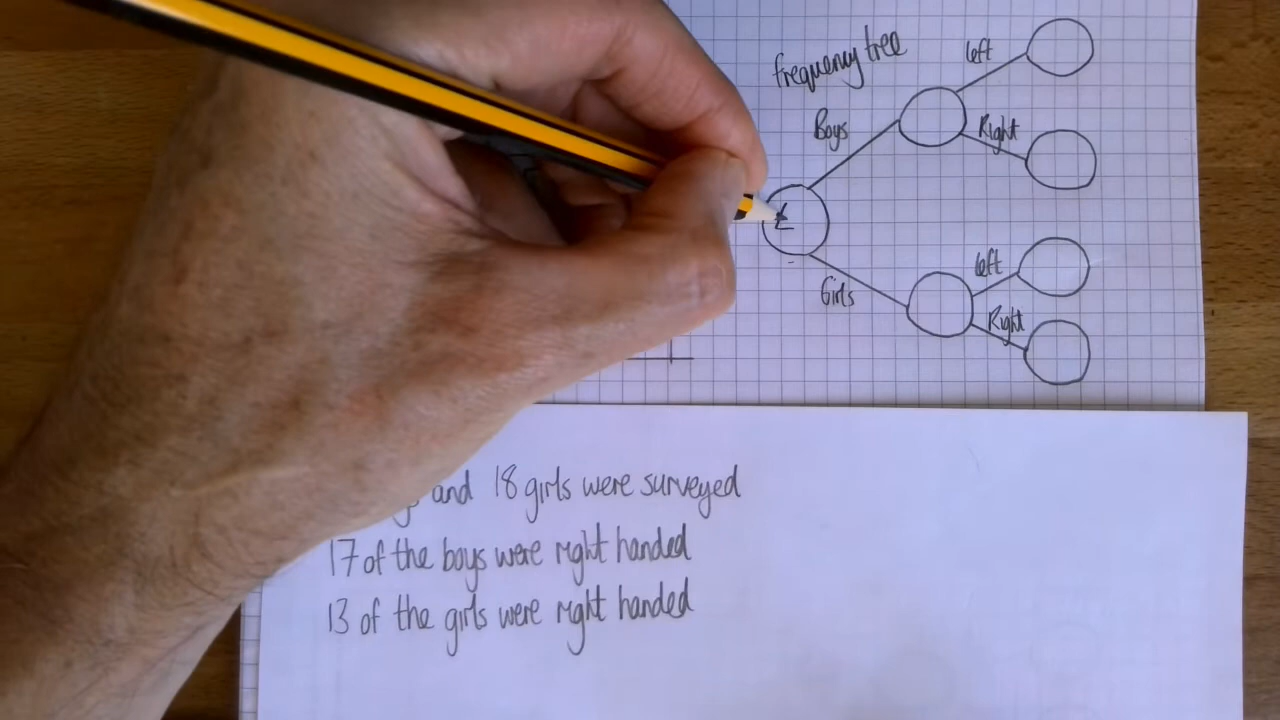 frequency tree
Boys
left
Right
Girls
left
Right
and 18 girls were surveyed
17 of the boys were right handed
13 of the girls were right handed